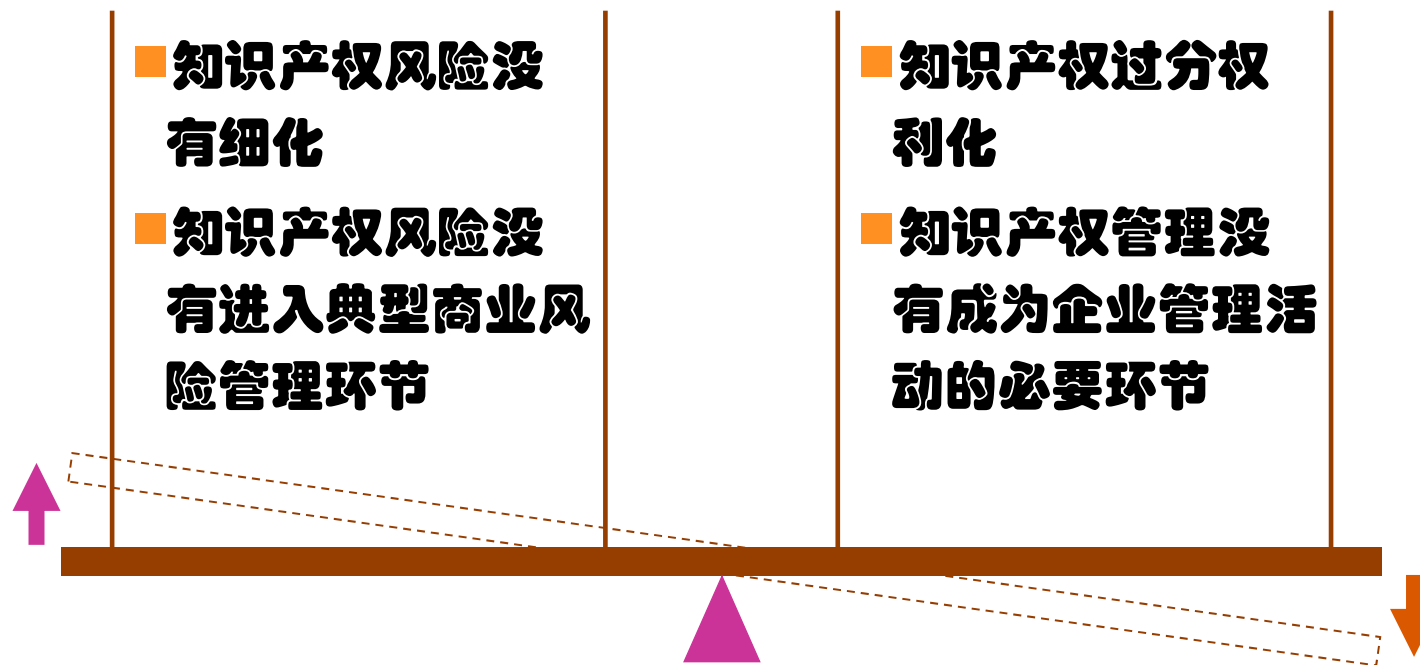 知识产权风险没
有细化
知识产权风险没
有进入典型商业风
险管理环节
知识产权过分权
利化
知识产权管理没
有成为企业管理活
动的必要环节